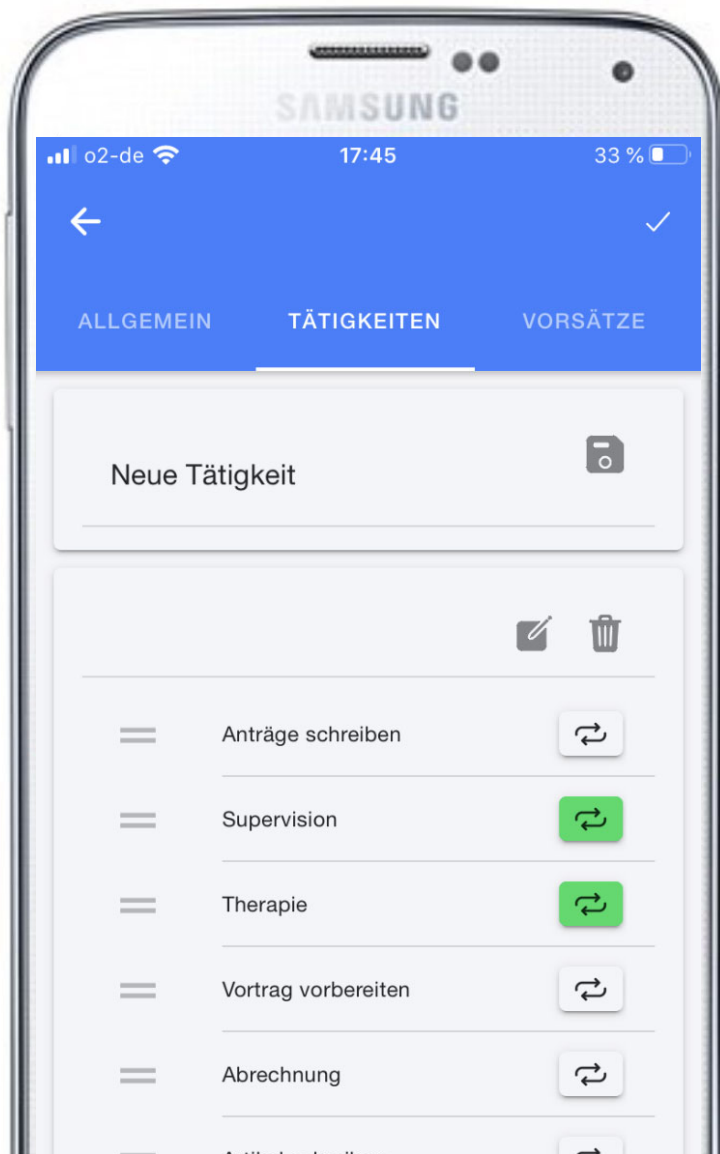 SAMSUNG
o2-de 17:45 33 %
ALLGEMEIN TÄTIGKEITEN VORSÄTZE
Neue Tätigkeit
Anträge schreiben
Supervision
Therapie
Vortrag vorbereiten
Abrechnung